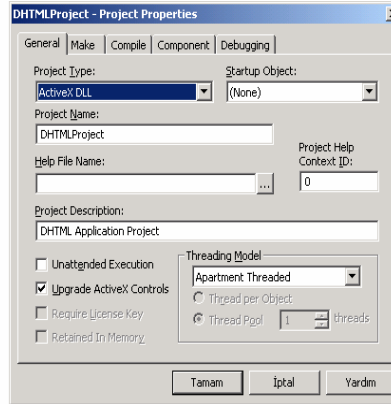 DHTMLProject - Project Properties
General Make Compile Component Debugging
Project Type: Startup Object:
ActiveX DLL (None)
Project Name:
DHTMLProject
Project Help
Help File Name: Context ID:
... 0
Project Description:
DHTML Application Project
Unattended Execution Threading Model
Upgrade ActiveX Controls Apartment Threaded
Require License Key Thread per Object
Retained In Memory Thread Pool 1 threads
Tamam İptal Yardım